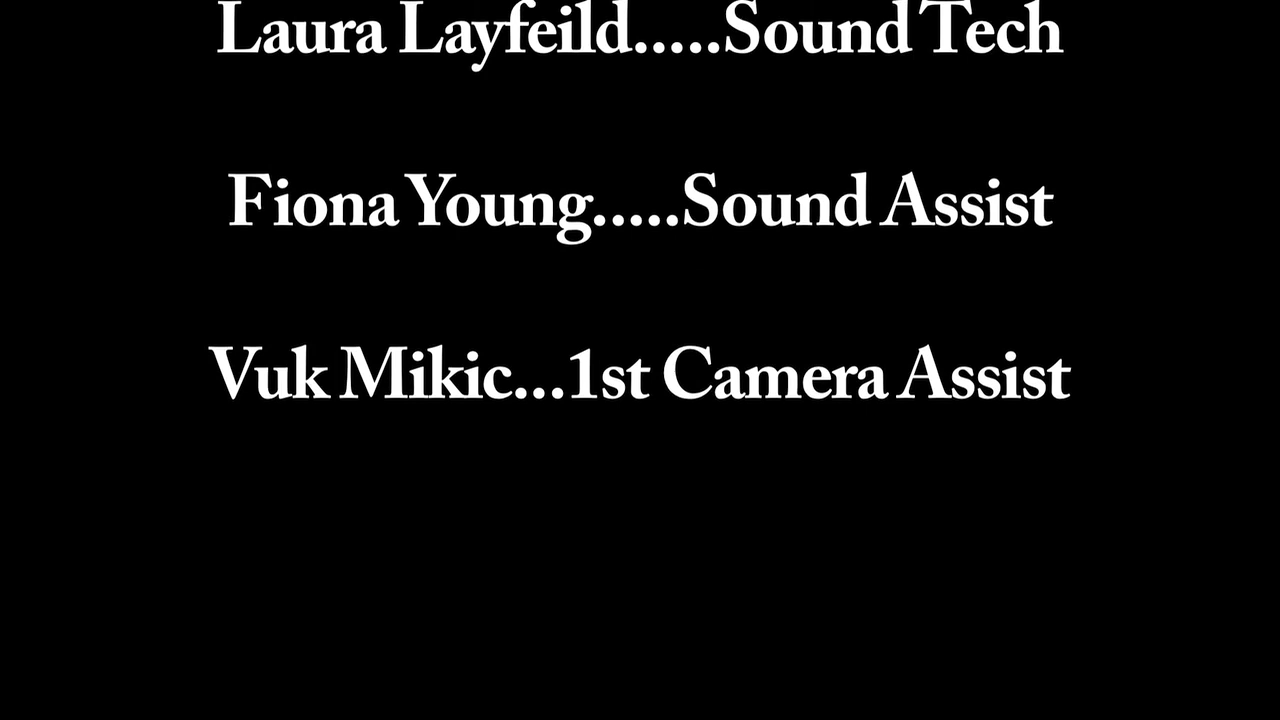 Laura Layfeild.....Sound Tech
Fiona Young.....Sound Assist
Vuk Mikic...1st Camera Assist